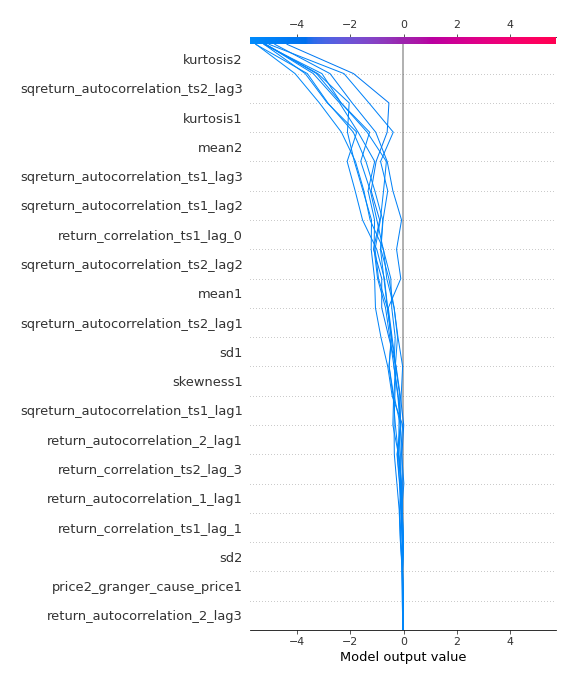 −4 −2 0 2 4
kurtosis2
sqreturn_autocorrelation_ts2_lag3
kurtosis1
mean2
sqreturn_autocorrelation_ts1_lag3
sqreturn_autocorrelation_ts1_lag2
return_correlation_ts1_lag_0
sqreturn_autocorrelation_ts2_lag2
mean1
sqreturn_autocorrelation_ts2_lag1
sd1
skewness1
sqreturn_autocorrelation_ts1_lag1
return_autocorrelation_2_lag1
return_correlation_ts2_lag_3
return_autocorrelation_1_lag1
return_correlation_ts1_lag_1
sd2
price2_granger_cause_price1
return_autocorrelation_2_lag3
−4 −2 0 2 4
Model output value